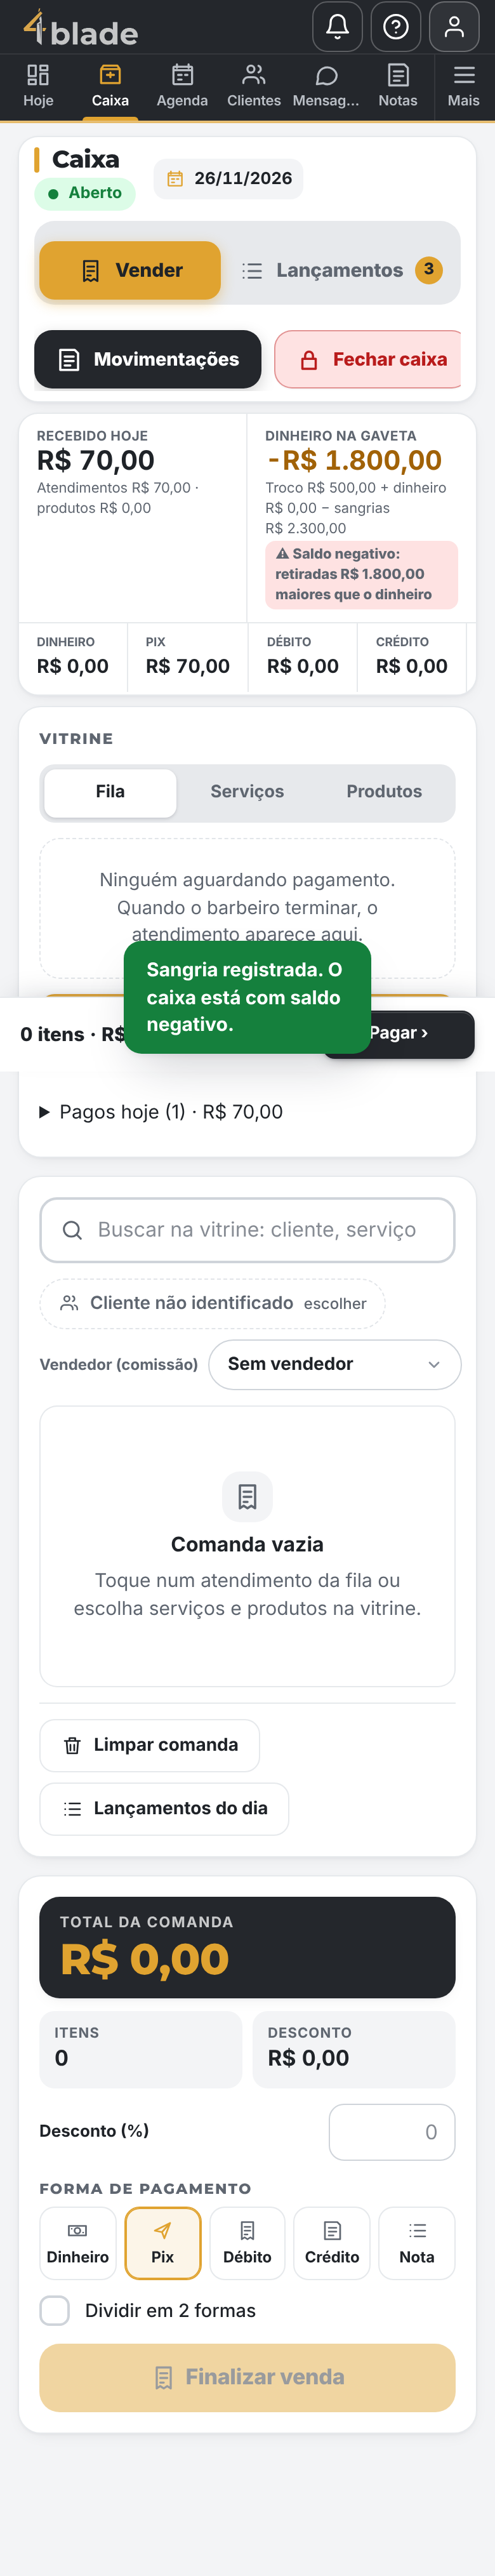 4blade
Hoje
Caixa
Agenda
Clientes
Mensag...
Notas
Mais
Caixa
Aberto
26/11/2026
Vender
Lançamentos 3
Movimentações
Fechar caixa
RECEBIDO HOJE
R$ 70,00
Atendimentos R$ 70,00 ·
produtos R$ 0,00
DINHEIRO NA GAVETA
-R$ 1.800,00
Troco R$ 500,00 + dinheiro
R$ 0,00 − sangrias
R$ 2.300,00
⚠ Saldo negativo:
retiradas R$ 1.800,00
maiores que o dinheiro
DINHEIRO
R$ 0,00
PIX
R$ 70,00
DÉBITO
R$ 0,00
CRÉDITO
R$ 0,00
VITRINE
Fila
Serviços
Produtos
Ninguém aguardando pagamento.
Quando o barbeiro terminar, o
atendimento aparece aqui.
Sangria registrada. O
caixa está com saldo
negativo.
0 itens · R$
Pagar ›
▶ Pagos hoje (1) · R$ 70,00
Buscar na vitrine: cliente, serviço
Cliente não identificado escolher
Vendedor (comissão)
Sem vendedor
Comanda vazia
Toque num atendimento da fila ou
escolha serviços e produtos na vitrine.
Limpar comanda
Lançamentos do dia
TOTAL DA COMANDA
R$ 0,00
ITENS
0
DESCONTO
R$ 0,00
Desconto (%)
0
FORMA DE PAGAMENTO
Dinheiro
Pix
Débito
Crédito
Nota
Dividir em 2 formas
Finalizar venda